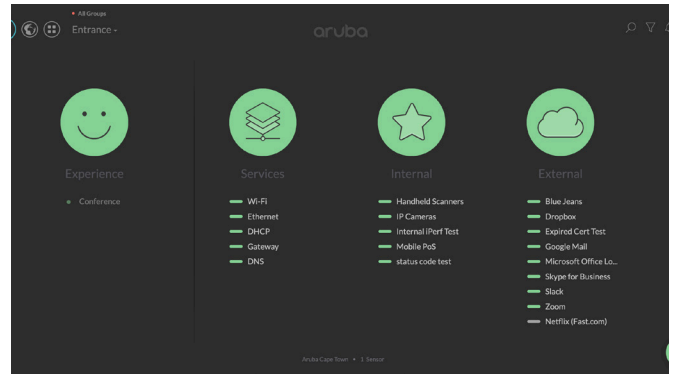 All Groups
Entrance
aruba
Experience
Conference
Services
Wi-Fi
Ethernet
DHCP
Gateway
DNS
Internal
Handheld Scanners
IP Cameras
Internal iPerf Test
Mobile PoS
status code test
External
Blue Jeans
Dropbox
Expired Cert Test
Google Mail
Microsoft Office Lo...
Skype for Business
Slack
Zoom
Netflix (Fast.com)
Aruba Cape Town • 1 Sensor